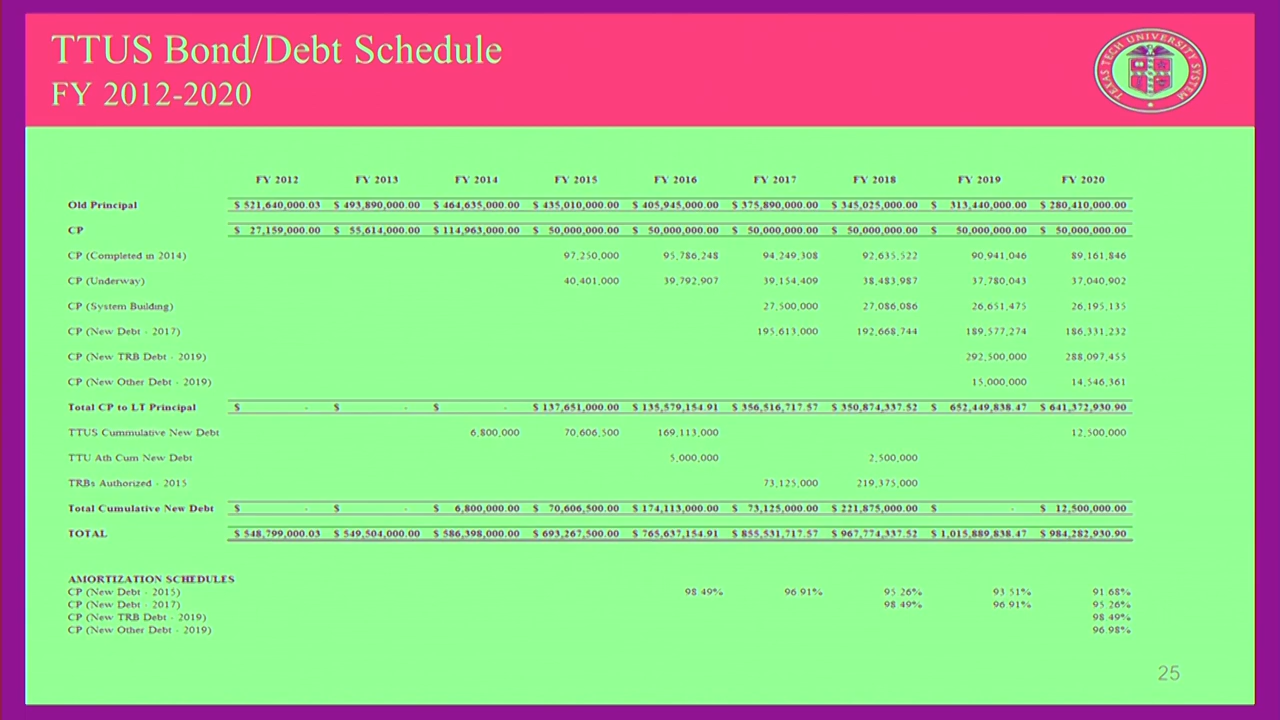 TTUS Bond/Debt Schedule
FY 2012-2020
TEXAS TECH UNIVERSITY SYSTEM
FY 2012 FY 2013 FY 2014 FY 2015 FY 2016 FY 2017 FY 2018 FY 2019 FY 2020
Old Principal $ 521,640,000.03 $ 493,890,000.00 $ 464,635,000.00 $ 435,010,000.00 $ 405,945,000.00 $ 375,890,000.00 $ 345,025,000.00 $ 313,440,000.00 $ 280,410,000.00
CP $ 27,159,000.00 $ 55,614,000.00 $ 114,963,000.00 $ 50,000,000.00 $ 50,000,000.00 $ 50,000,000.00 $ 50,000,000.00 $ 50,000,000.00 $ 50,000,000.00
CP (Completed in 2014) 97,250,000 95,786,248 94,249,308 92,635,522 90,941,046 89,161,846
CP (Underway) 40,401,000 39,792,907 39,154,409 38,483,987 37,780,043 37,040,902
CP (System Building) 27,500,000 27,086,086 26,651,475 26,195,135
CP (New Debt - 2017) 195,613,000 192,668,744 189,577,274 186,331,232
CP (New TRB Debt - 2019) 292,500,000 288,097,455
CP (New Other Debt - 2019) 15,000,000 14,546,361
Total CP to LT Principal $ - $ - $ - $ 137,651,000.00 $ 135,579,154.91 $ 356,516,717.57 $ 350,874,337.52 $ 652,449,838.47 $ 641,372,930.90
TTUS Cummulative New Debt 6,800,000 70,606,500 169,113,000 12,500,000
TTU Ath Cum New Debt 5,000,000 2,500,000
TRBs Authorized - 2015 73,125,000 219,375,000
Total Cumulative New Debt $ - $ - $ 6,800,000.00 $ 70,606,500.00 $ 174,113,000.00 $ 73,125,000.00 $ 221,875,000.00 $ - $ 12,500,000.00
TOTAL $ 548,799,000.03 $ 549,504,000.00 $ 586,398,000.00 $ 693,267,500.00 $ 765,637,154.91 $ 855,531,717.57 $ 967,774,337.52 $ 1,015,889,838.47 $ 984,282,930.90
AMORTIZATION SCHEDULES
CP (New Debt - 2015) 98.49% 96.91% 95.26% 93.51% 91.68%
CP (New Debt - 2017) 98.49% 96.91% 95.26%
CP (New TRB Debt - 2019) 98.49%
CP (New Other Debt - 2019) 96.98%
25